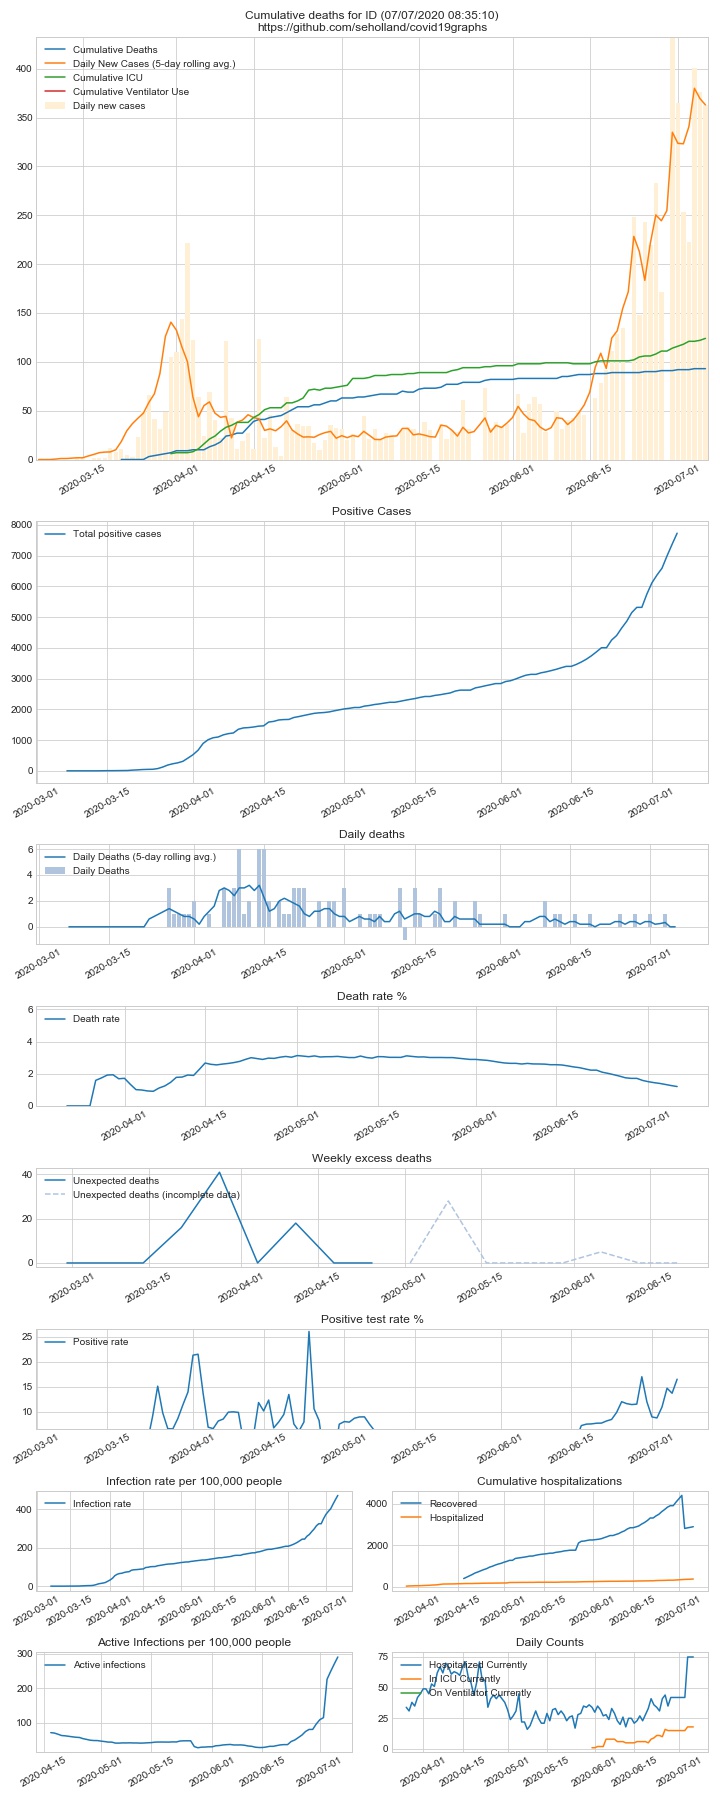 Cumulative deaths for ID (07/07/2020 08:35:10)
https://github.com/seholland/covid19graphs
Cumulative Deaths
Daily New Cases (5-day rolling avg.)
Cumulative ICU
Cumulative Ventilator Use
Daily new cases
400
350
300
250
200
150
100
50
0
2020-03-15 2020-04-01 2020-04-15 2020-05-01 2020-05-15 2020-06-01 2020-06-15 2020-07-01
Positive Cases
Total positive cases
8000
7000
6000
5000
4000
3000
2000
1000
0
2020-03-01 2020-03-15 2020-04-01 2020-04-15 2020-05-01 2020-05-15 2020-06-01 2020-06-15 2020-07-01
Daily deaths
Daily Deaths (5-day rolling avg.)
Daily Deaths
6
4
2
0
2020-03-01 2020-03-15 2020-04-01 2020-04-15 2020-05-01 2020-05-15 2020-06-01 2020-06-15 2020-07-01
Death rate %
Death rate
6
4
2
0
2020-04-01 2020-04-15 2020-05-01 2020-05-15 2020-06-01 2020-06-15 2020-07-01
Weekly excess deaths
Unexpected deaths
Unexpected deaths (incomplete data)
40
20
0
2020-03-01 2020-03-15 2020-04-01 2020-04-15 2020-05-01 2020-05-15 2020-06-01 2020-06-15
Positive test rate %
Positive rate
25
20
15
10
2020-03-01 2020-03-15 2020-04-01 2020-04-15 2020-05-01 2020-05-15 2020-06-01 2020-06-15 2020-07-01
Infection rate per 100,000 people
Infection rate
400
200
0
2020-03-01 2020-03-15 2020-04-01 2020-04-15 2020-05-01 2020-05-15 2020-06-01 2020-06-15 2020-07-01
Cumulative hospitalizations
Recovered
Hospitalized
4000
2000
0
2020-04-01 2020-04-15 2020-05-01 2020-05-15 2020-06-01 2020-06-15 2020-07-01
Active Infections per 100,000 people
Active infections
300
200
100
2020-04-15 2020-05-01 2020-05-15 2020-06-01 2020-06-15 2020-07-01
Daily Counts
Hospitalized Currently
In ICU Currently
On Ventilator Currently
75
50
25
0
2020-04-01 2020-04-15 2020-05-01 2020-05-15 2020-06-01 2020-06-15 2020-07-01